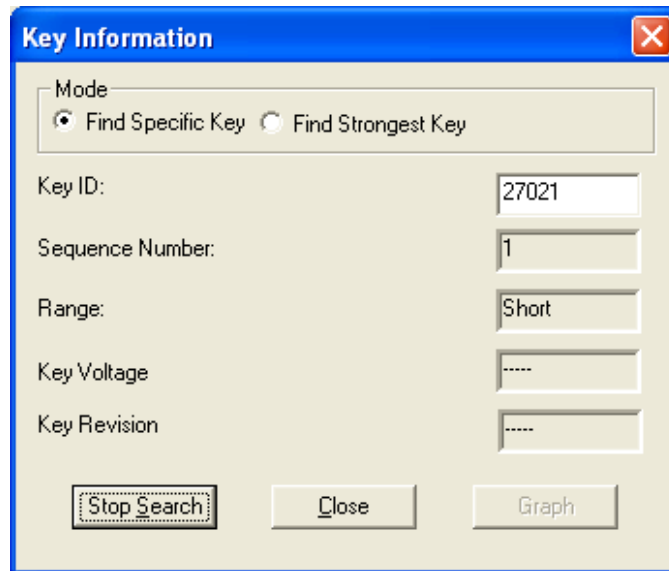 Key Information
Mode
Find Specific Key Find Strongest Key
Key ID: 27021
Sequence Number: 1
Range: Short
Key Voltage -----
Key Revision -----
Stop Search Close Graph